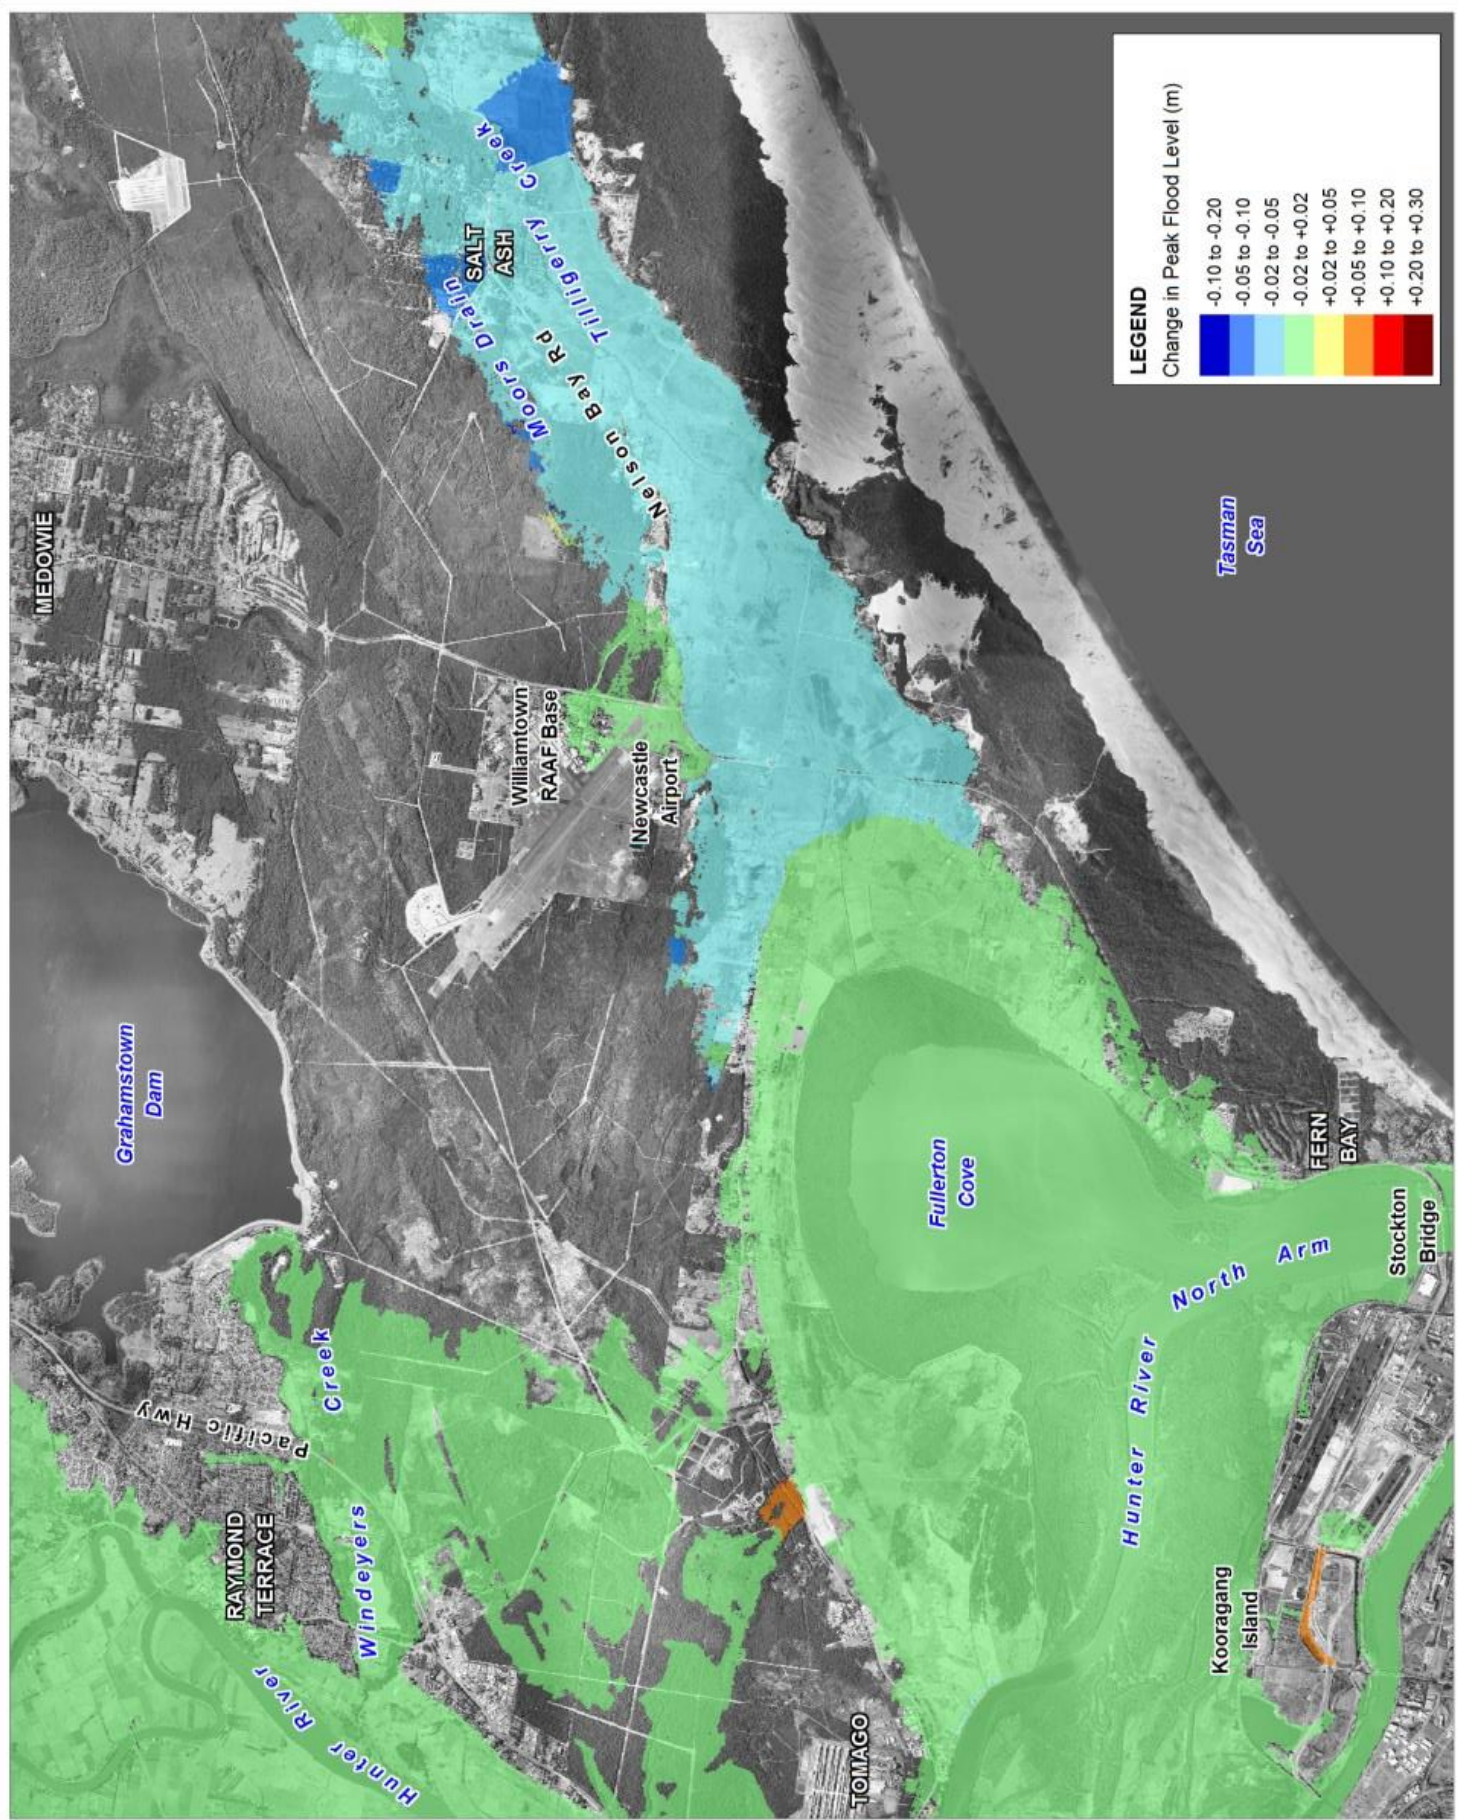 MEDOWIE
Grahamstown
Dam
RAYMOND
TERRACE
Pacific Hwy
Windeyers Creek
Hunter River
TOMAGO
Williamtown
RAAF Base
Newcastle
Airport
Moors Drain
SALT
ASH
Tilligerry Creek
Nelson Bay Rd
Fullerton
Cove
Hunter River North Arm
Kooragang
Island
FERN
BAY
Stockton
Bridge
Tasman
Sea
LEGEND
Change in Peak Flood Level (m)
-0.10 to -0.20
-0.05 to -0.10
-0.02 to -0.05
-0.02 to +0.02
+0.02 to +0.05
+0.05 to +0.10
+0.10 to +0.20
+0.20 to +0.30